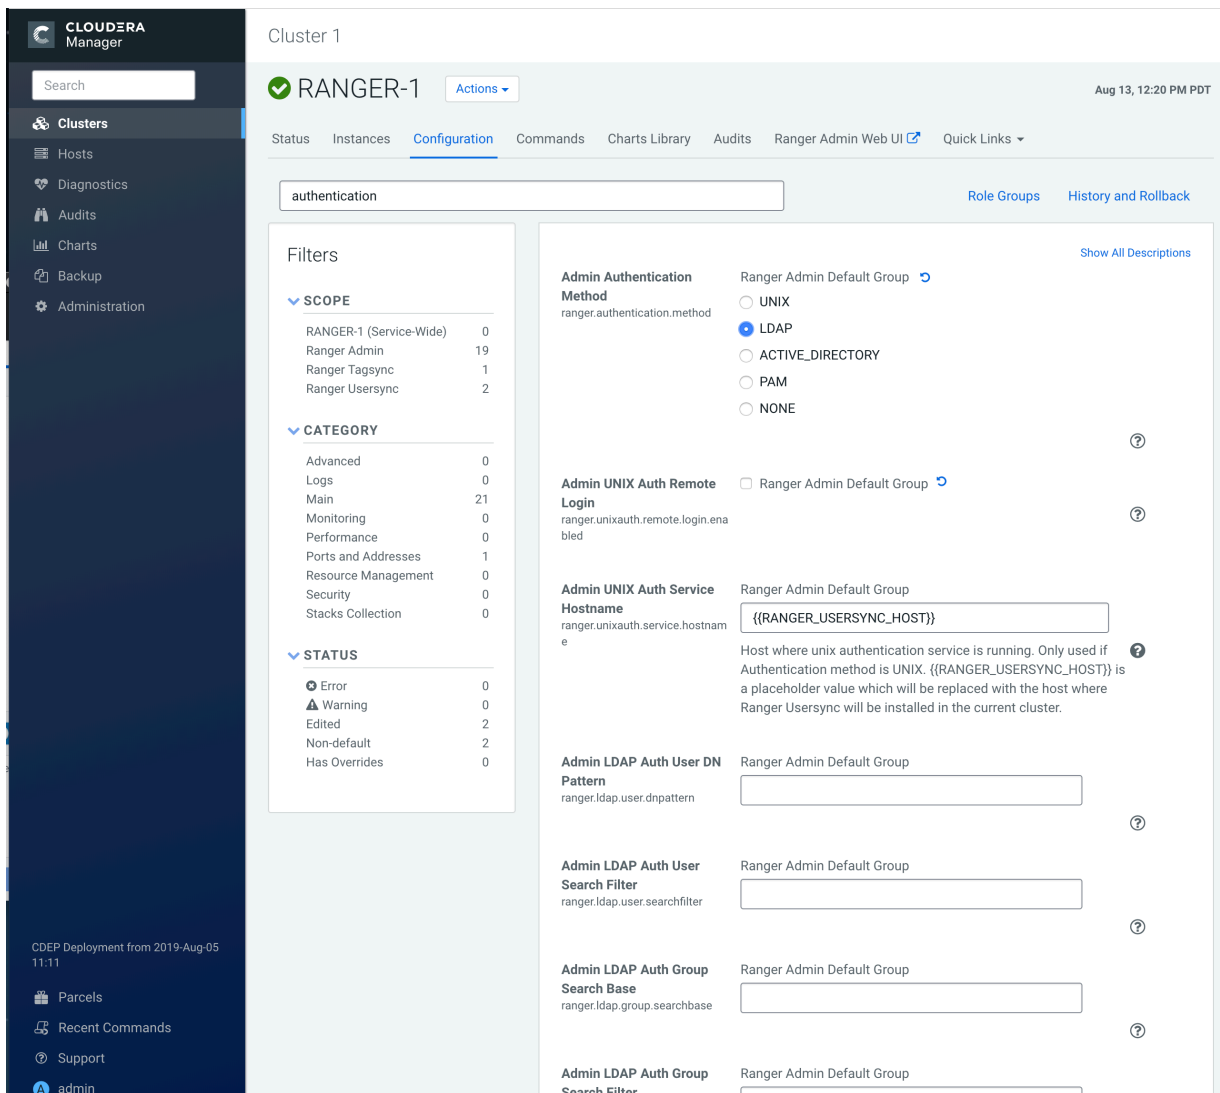 CLOUDERA
Manager
Search
Clusters
Hosts
Diagnostics
Audits
Charts
Backup
Administration
CDEP Deployment from 2019-Aug-05
11:11
Parcels
Recent Commands
Support
A admin
Cluster 1
RANGER-1 Actions
Aug 13, 12:20 PM PDT
Status Instances Configuration Commands Charts Library Audits Ranger Admin Web UI Quick Links
authentication
Role Groups History and Rollback
Filters
SCOPE
RANGER-1 (Service-Wide) 0
Ranger Admin 19
Ranger Tagsync 1
Ranger Usersync 2
CATEGORY
Advanced 0
Logs 0
Main 21
Monitoring 0
Performance 0
Ports and Addresses 1
Resource Management 0
Security 0
Stacks Collection 0
STATUS
Error 0
Warning 0
Edited 2
Non-default 2
Has Overrides 0
Show All Descriptions
Admin Authentication
Method
ranger.authentication.method
Ranger Admin Default Group
UNIX
LDAP
ACTIVE_DIRECTORY
PAM
NONE
Admin UNIX Auth Remote
Login
ranger.unixauth.remote.login.ena
bled
Ranger Admin Default Group
Admin UNIX Auth Service
Hostname
ranger.unixauth.service.hostnam
e
Ranger Admin Default Group
{{RANGER_USERSYNC_HOST}}
Host where unix authentication service is running. Only used if
Authentication method is UNIX. {{RANGER_USERSYNC_HOST}} is
a placeholder value which will be replaced with the host where
Ranger Usersync will be installed in the current cluster.
Admin LDAP Auth User DN
Pattern
ranger.ldap.user.dnpattern
Ranger Admin Default Group
Admin LDAP Auth User
Search Filter
ranger.ldap.user.searchfilter
Ranger Admin Default Group
Admin LDAP Auth Group
Search Base
ranger.ldap.group.searchbase
Ranger Admin Default Group
Admin LDAP Auth Group
Search Filter
Ranger Admin Default Group